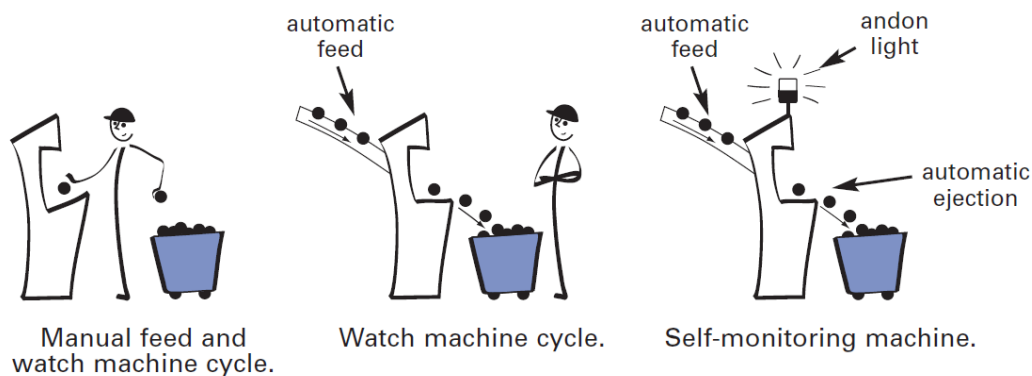 automatic
feed
automatic
feed
andon
light
automatic
ejection
Manual feed and
watch machine cycle.
Watch machine cycle.
Self-monitoring machine.